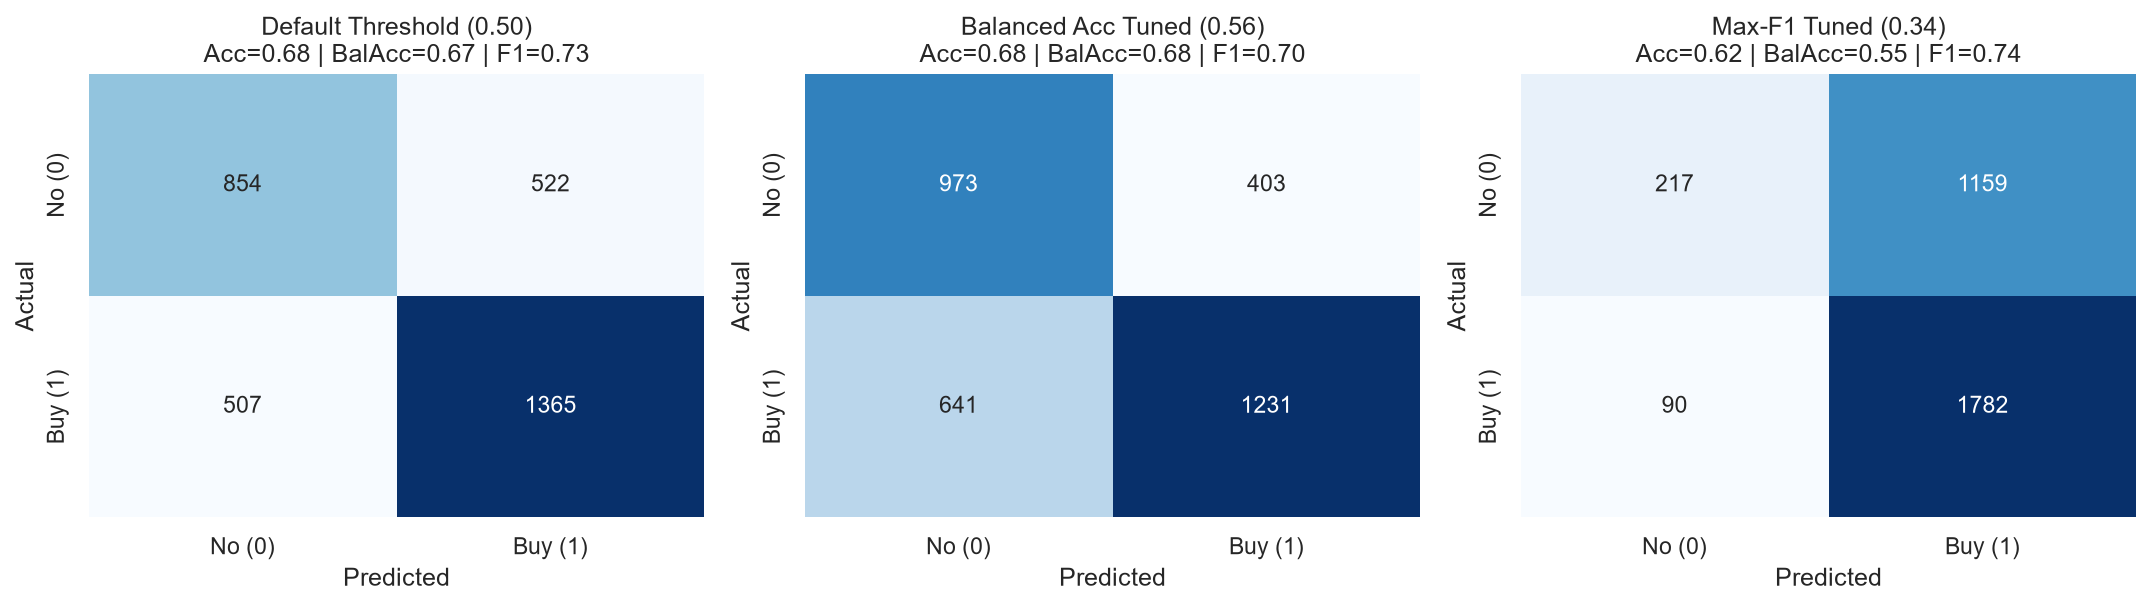 Default Threshold (0.50)
Acc=0.68 | BalAcc=0.67 | F1=0.73
No (0)
854
522
Actual
Buy (1)
507
1365
No (0)
Buy (1)
Predicted
Balanced Acc Tuned (0.56)
Acc=0.68 | BalAcc=0.68 | F1=0.70
No (0)
973
403
Actual
Buy (1)
641
1231
No (0)
Buy (1)
Predicted
Max-F1 Tuned (0.34)
Acc=0.62 | BalAcc=0.55 | F1=0.74
No (0)
217
1159
Actual
Buy (1)
90
1782
No (0)
Buy (1)
Predicted